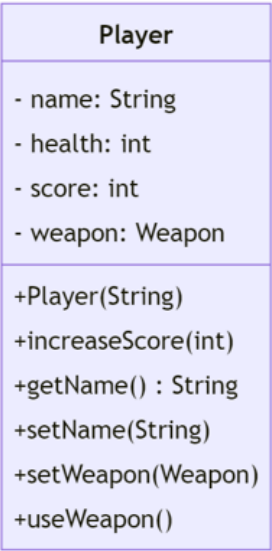 Player
- name: String
- health: int
- score: int
- weapon: Weapon
+Player(String)
+increaseScore(int)
+getName() : String
+setName(String)
+setWeapon(Weapon)
+useWeapon()